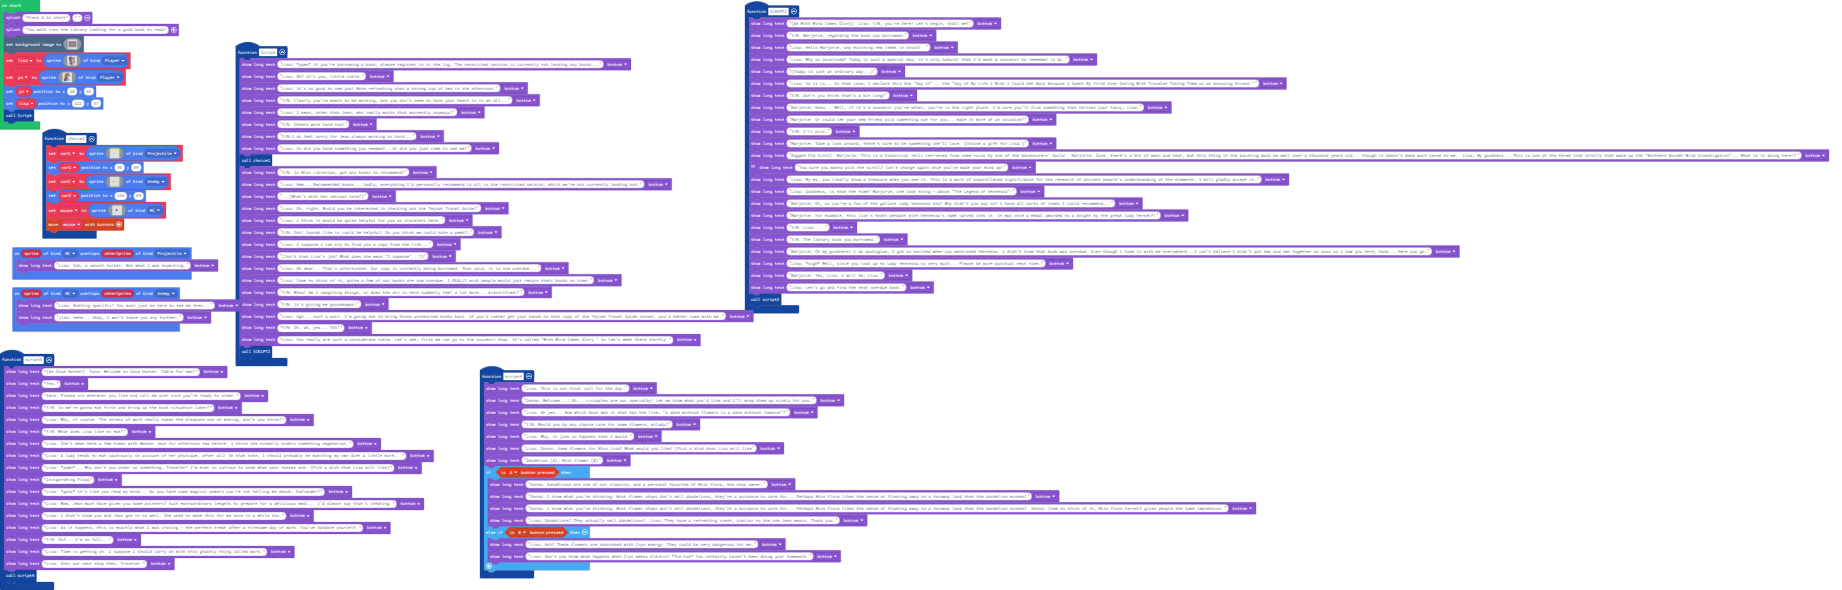 on start
splash "Press A to start"
splash "You walk into the library looking for a good book to read"
set background image to
set lisa to sprite of kind Player
set yn to sprite of kind Player
set yn position to x y
set lisa position to x y
call Script
function choice1
set var1 to sprite of kind Projectile
set var1 position to x y
set var2 to sprite of kind Enemy
set var2 position to x y
set mouse to sprite of kind NC
move mouse with buttons
on sprite of kind NC overlaps otherSprite of kind Projectile
show long text "Lisa: Ooh, a smooth talker. Not what I was expecting." bottom
on sprite of kind NC overlaps otherSprite of kind Enemy
show long text "Lisa: Nothing specific? You must just be here to see me then..." bottom
show long text "Lisa: Haha... Okay, I won't tease you any further." bottom
function Script
show long text "Lisa: *yawn* If you're borrowing a book, please register it in the log. The restricted section is currently not lending any books..." bottom
show long text "Lisa: Oh? It's you, little cutie." bottom
show long text "Lisa: It's so good to see you! More refreshing than a strong cup of tea in the afternoon." bottom
show long text "Y/N: Clearly you're meant to be working, but you don't seem to have your heart in it at all..." bottom
show long text "Lisa: I mean, other than Jean, who really works that earnestly anyways?" bottom
show long text "Y/N: Others work hard too!" bottom
show long text "Y/N:I do feel sorry for Jean always working so hard..." bottom
show long text "Lisa: So did you have something you needed?...Or did you just come to see me?" bottom
call choice1
show long text "Y/N: So Miss Librarian, got any books to recommend?" bottom
show long text "Lisa: Hmm... Recommended books... Sadly, everything I'd personally recommend is all in the restricted section, which we're not currently lending out." bottom
show long text "... (What's with her serious tone?)" bottom
show long text "Lisa: Oh, right. Would you be interested in checking out the Teyvat Travel Guide?" bottom
show long text "Lisa: I think it would be quite helpful for you as travelers here." bottom
show long text "Y/N: Ooh! Sounds like it could be helpful! Do you think we could take a peek?" bottom
show long text "Lisa: I suppose I can try to find you a copy from the list..." bottom
show long text "(Isn't that Lisa's job? What does she mean "I suppose"...?)" bottom
show long text "Lisa: Oh dear... That's unfortunate. Our copy is currently being borrowed. That said, it is now overdue..." bottom
show long text "Lisa: Come to think of it, quite a few of our books are now overdue. I REALLY wish people would just return their books on time!" bottom
show long text "Y/N: Whoa! Am I imagining things, or does the air in here suddenly feel a lot more... electrified?" bottom
show long text "Y/N: It's giving me goosebumps!" bottom
show long text "Lisa: Ugh... such a pain. I'm going out to bring those unreturned books back. If you'd rather get your hands on that copy of the Teyvat Travel Guide sooner, you'd better come with me..." bottom
show long text "Y/N: Oh, ah, yes... YES!" bottom
show long text "Lisa: You really are such a considerate cutie. Let's see, first we can go to the souvenir shop. It's called "With Wind Comes Glory." So let's meet there shortly." bottom
call SCRIPT2
function SCRIPT2
show long text "(At With Wind Comes Glory) Lisa: Y/N, you're here! Let's begin, shall we?" bottom
show long text "Y/N: Marjorie, regarding the book you borrowed-" bottom
show long text "Lisa: Hello Marjorie, any exciting new items in stock?" bottom
show long text "Lisa: Why so surprised? Today is such a special day, it's only natural that I'd want a souvenir to remember it by." bottom
show long text "(Today is just an ordinary day...)" bottom
show long text "Lisa: So it is... In that case, I declare this the "Day of... the "Day of My Life I Wish I Could Get Back Because I Spent My First Ever Outing With Traveler Taking Them on an Annoying Errand." bottom
show long text "Y/N: Don't you think that's a bit long?" bottom
show long text "Marjorie: Haha... Well, if it's a souvenir you're after, you're in the right place. I'm sure you'll find something that strikes your fancy, Lisa." bottom
show long text "Marjorie: Or could let your new friend pick something out for you... make it more of an occasion?" bottom
show long text "Y/N: I'll pick." bottom
show long text "Marjorie: Take a look around, there's sure to be something she'll love. (Choose a gift for Lisa.)" bottom
show long text "Ragged Old Scroll Marjorie: This is a historical relic retrieved from some ruins by one of the Adventurers' Guild. Marjorie: Sure, there's a bit of wear and tear, but this thing in the painting must be well over a thousand years old... though it doesn't make much sense to me. Lisa: My goodness... This is one of the three lost scrolls that make up the "Northern Border Wind Investigation"... What is it doing here!?" bottom
show long text "You sure you wanna pick the scroll? Can't change again once you've made your mind up!" bottom
show long text "Lisa: My my, you clearly know a treasure when you see it. This is a work of unparalleled significance for the research of ancient people's understanding of the elements. I will gladly accept it." bottom
show long text "Lisa: Goodness, is that the time? Marjorie, one last thing - about "The Legend of Vennessa"-" bottom
show long text "Marjorie: Oh, so you're a fan of the gallant Lady Vennessa too? Why didn't you say so? I have all sorts of items I could recommend..." bottom
show long text "Marjorie: For example, this lion's tooth pendant with Vennessa's name carved into it. It was once a medal awarded to a knight by the great lady herself!" bottom
show long text "Y/N: Lisa: ..." bottom
show long text "Y/N: The library book you borrowed." bottom
show long text "Marjorie: Oh my goodness! I do apologise, I got so excited when you mentioned Vennessa. I didn't know that book was overdue. Even though I take it with me everywhere... I can't believe I didn't put two and two together as soon as I saw you here, haha... Here you go." bottom
show long text "Lisa: *sigh* Well, since you look up to Lady Vennessa so very much... Please be more punctual next time." bottom
show long text "Marjorie: Yes, Lisa. I will be, Lisa." bottom
show long text "Lisa: Let's go and find the next overdue book." bottom
call script3
function script3
show long text "(At Good Hunter) Sara: Welcome to Good Hunter. Table for two?" bottom
show long text "Yes." bottom
show long text "Sara: Please sit wherever you like and call me over once you're ready to order." bottom
show long text "Y/N: So we're gonna eat first and bring up the book situation later?" bottom
show long text "Lisa: Why, of course. The stress of work really takes the pleasure out of eating, don't you think?" bottom
show long text "Y/N: What does Lisa like to eat?" bottom
show long text "Lisa: She's been here a few times with Master Jean for afternoon tea before. I think she normally orders something vegetarian." bottom
show long text "Lisa: A lady tends to eat cautiously on account of her physique, after all! On that note, I should probably be watching my own diet a little more..." bottom
show long text "Lisa: *yawn*... Why don't you order us something, Traveler? I'm ever so curious to know what your tastes are. (Pick a dish that Lisa will like)" bottom
show long text "Invigorating Pizza" bottom
show long text "Lisa: *gasp* It's like you read my mind... Do you have some magical powers you're not telling me about, Outlander?" bottom
show long text "Lisa: Wow, Jean must have given you some pointers! Such extraordinary lengths to prepare for a delicious meal... I'd almost say that's cheating." bottom
show long text "Lisa: I didn't know you and Jean got on so well. She used to make this for me once in a while too." bottom
show long text "Lisa: As it happens, this is exactly what I was craving - the perfect treat after a tiresome day of work. You've outdone yourself." bottom
show long text "Y/N: Oof... I'm so full..." bottom
show long text "Lisa: Time is getting on. I suppose I should carry on with this ghastly thing called work." bottom
show long text "Lisa: Onto our next stop then, Traveler." bottom
call script4
function script4
show long text "Lisa: This is our final call for the day." bottom
show long text "Donna: Welcome...! Oh... c-couples are our specialty! Let me know what you'd like and I'll wrap them up nicely for you." bottom
show long text "Lisa: Oh yes... Now which book was it that has the line, "a date without flowers is a date without romance"?" bottom
show long text "Y/N: Would you by any chance care for some flowers, milady?" bottom
show long text "Lisa: Why, it just so happens that I would." bottom
show long text "Lisa: Donna: Some flowers for Miss Lisa? What would you like? (Pick a kind that Lisa will like" bottom
show long text "Dandelion (A), Mist Flower (B)" bottom
if is A button pressed then
show long text "Donna: Dandelions are one of our classics, and a personal favorite of Miss Flora, the shop owner." bottom
show long text "Donna: I know what you're thinking: Most flower shops don't sell dandelions, they're a nuisance to care for... Perhaps Miss Flora likes the sense of floating away to a faraway land that the dandelion evokes?" bottom
show long text "Donna: I know what you're thinking: Most flower shops don't sell dandelions, they're a nuisance to care for... Perhaps Miss Flora likes the sense of floating away to a faraway land that the dandelion evokes? Donna: Come to think of it, Miss Flora herself gives people the same impression." bottom
show long text "Lisa: Dandelions? They actually sell dandelions? Lisa: They have a refreshing scent, similar to the one Jean wears. Thank you." bottom
else if is B button pressed then
show long text "Lisa: Huh? These flowers are saturated with Cryo energy. They could be very dangerous for me." bottom
show long text "Lisa: Don't you know what happens when Cryo meets Electro? *Tut-tut* You certainly haven't been doing your homework." bottom